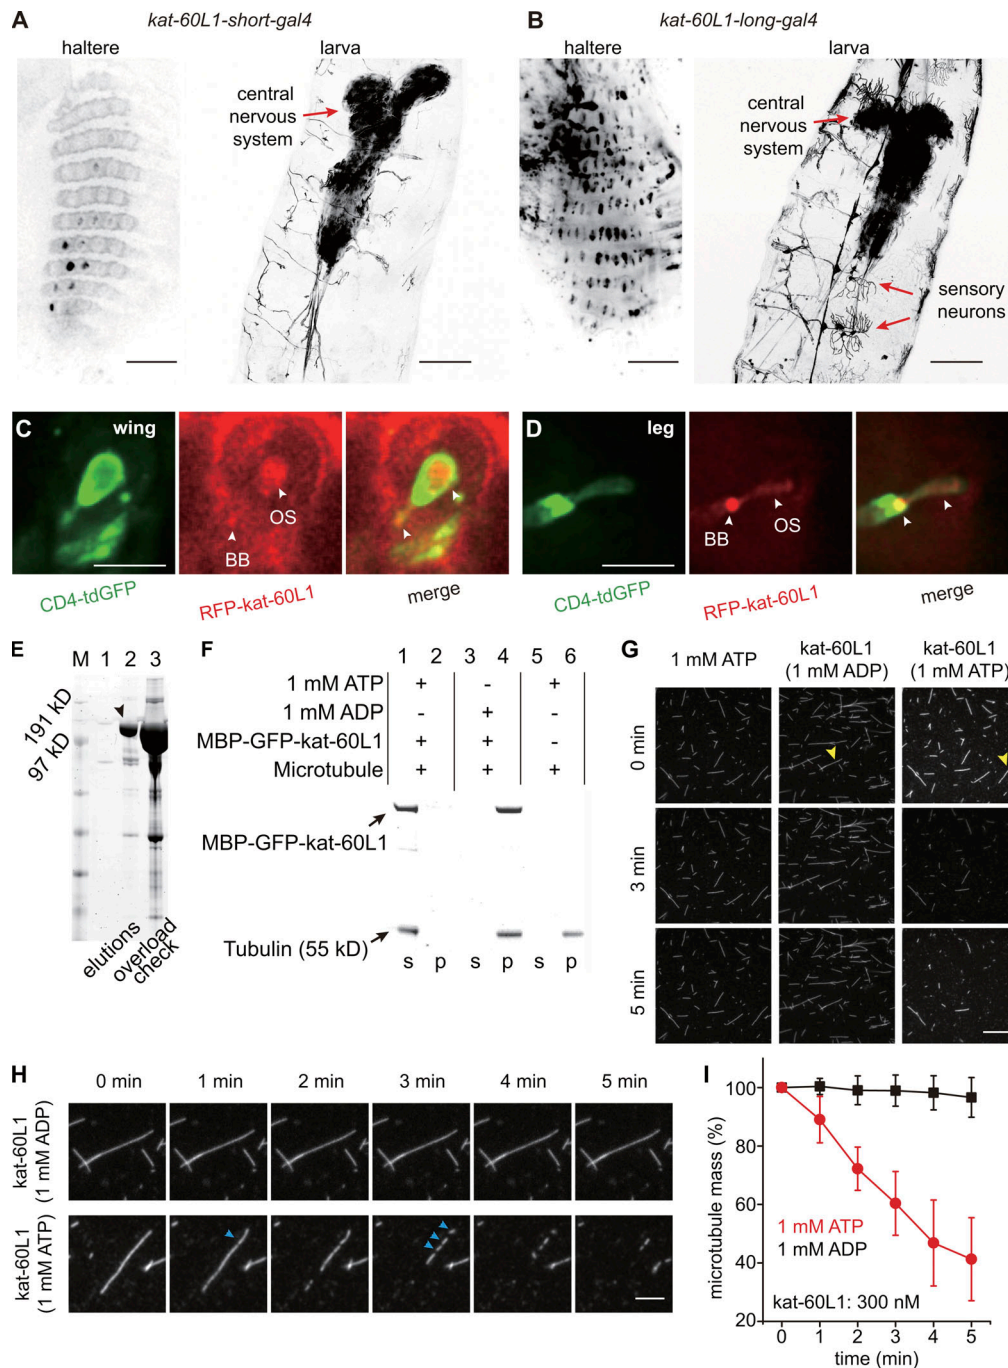 A
kat-60L1-short-gal4
haltere
larva
central
nervous
system
B
kat-60L1-long-gal4
haltere
larva
central
nervous
system
sensory
neurons
C
wing
OS
BB
CD4-tdGFP
RFP-kat-60L1
merge
D
leg
BB
OS
CD4-tdGFP
RFP-kat-60L1
merge
E
M 1 2 3
191 kD
97 kD
elutions
overload
check
F
1 2 3 4 5 6
1 mM ATP + - +
1 mM ADP - + -
MBP-GFP-kat-60L1 + + -
Microtubule + + +
MBP-GFP-kat-60L1
Tubulin (55 kD)
s p s p s p
G
1 mM ATP
kat-60L1
(1 mM ADP)
kat-60L1
(1 mM ATP)
0 min
3 min
5 min
H
0 min 1 min 2 min 3 min 4 min 5 min
kat-60L1
(1 mM ADP)
kat-60L1
(1 mM ATP)
I
microtubule mass (%)
100
80
60
40
20
1 mM ATP
1 mM ADP
kat-60L1: 300 nM
0 1 2 3 4 5
time (min)